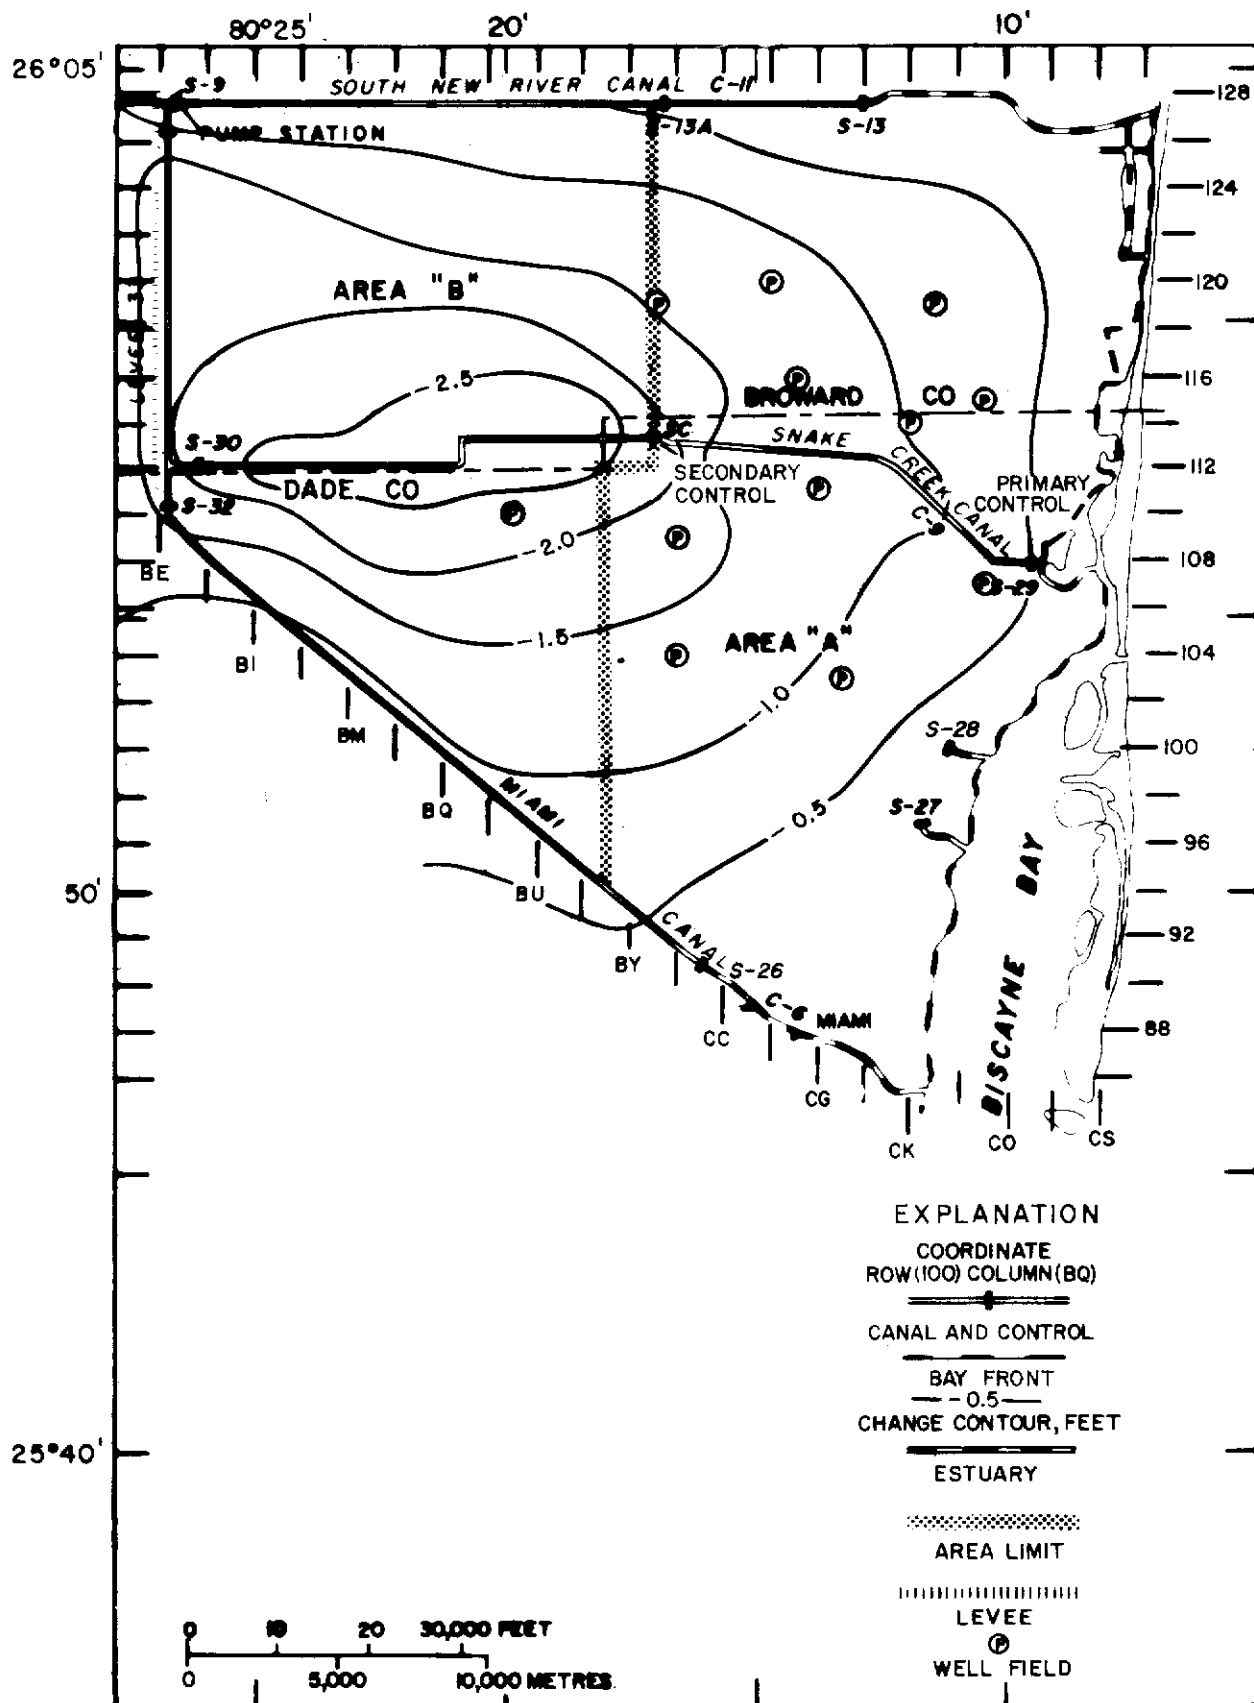 80°25'
20'
10'
26°05'
S-9
SOUTH NEW RIVER CANAL C-11
128
PUMP STATION
-13A
S-13
124
AREA "B"
120
LEVEE
116
-2.5
BROWARD CO
SC
SNAKE
S-30
SECONDARY
CONTROL
CREEK CANAL
PRIMARY
CONTROL
112
DADE CO
S-32
-2.0
C-9
108
BE
S-29
-1.5
AREA "A"
104
BI
-1.0
BM
S-28
100
MIAMI
BQ
-0.5
S-27
96
50'
BU
BISCAYNE BAY
CANAL
92
BY
S-26
C-6
MIAMI
CC
88
CG
CK
CO
CS
EXPLANATION
COORDINATE
ROW(100) COLUMN(BQ)
CANAL AND CONTROL
BAY FRONT
-0.5
CHANGE CONTOUR, FEET
25°40'
ESTUARY
AREA LIMIT
LEVEE
P
WELL FIELD
0 10 20 30,000 FEET
0 5,000 10,000 METRES